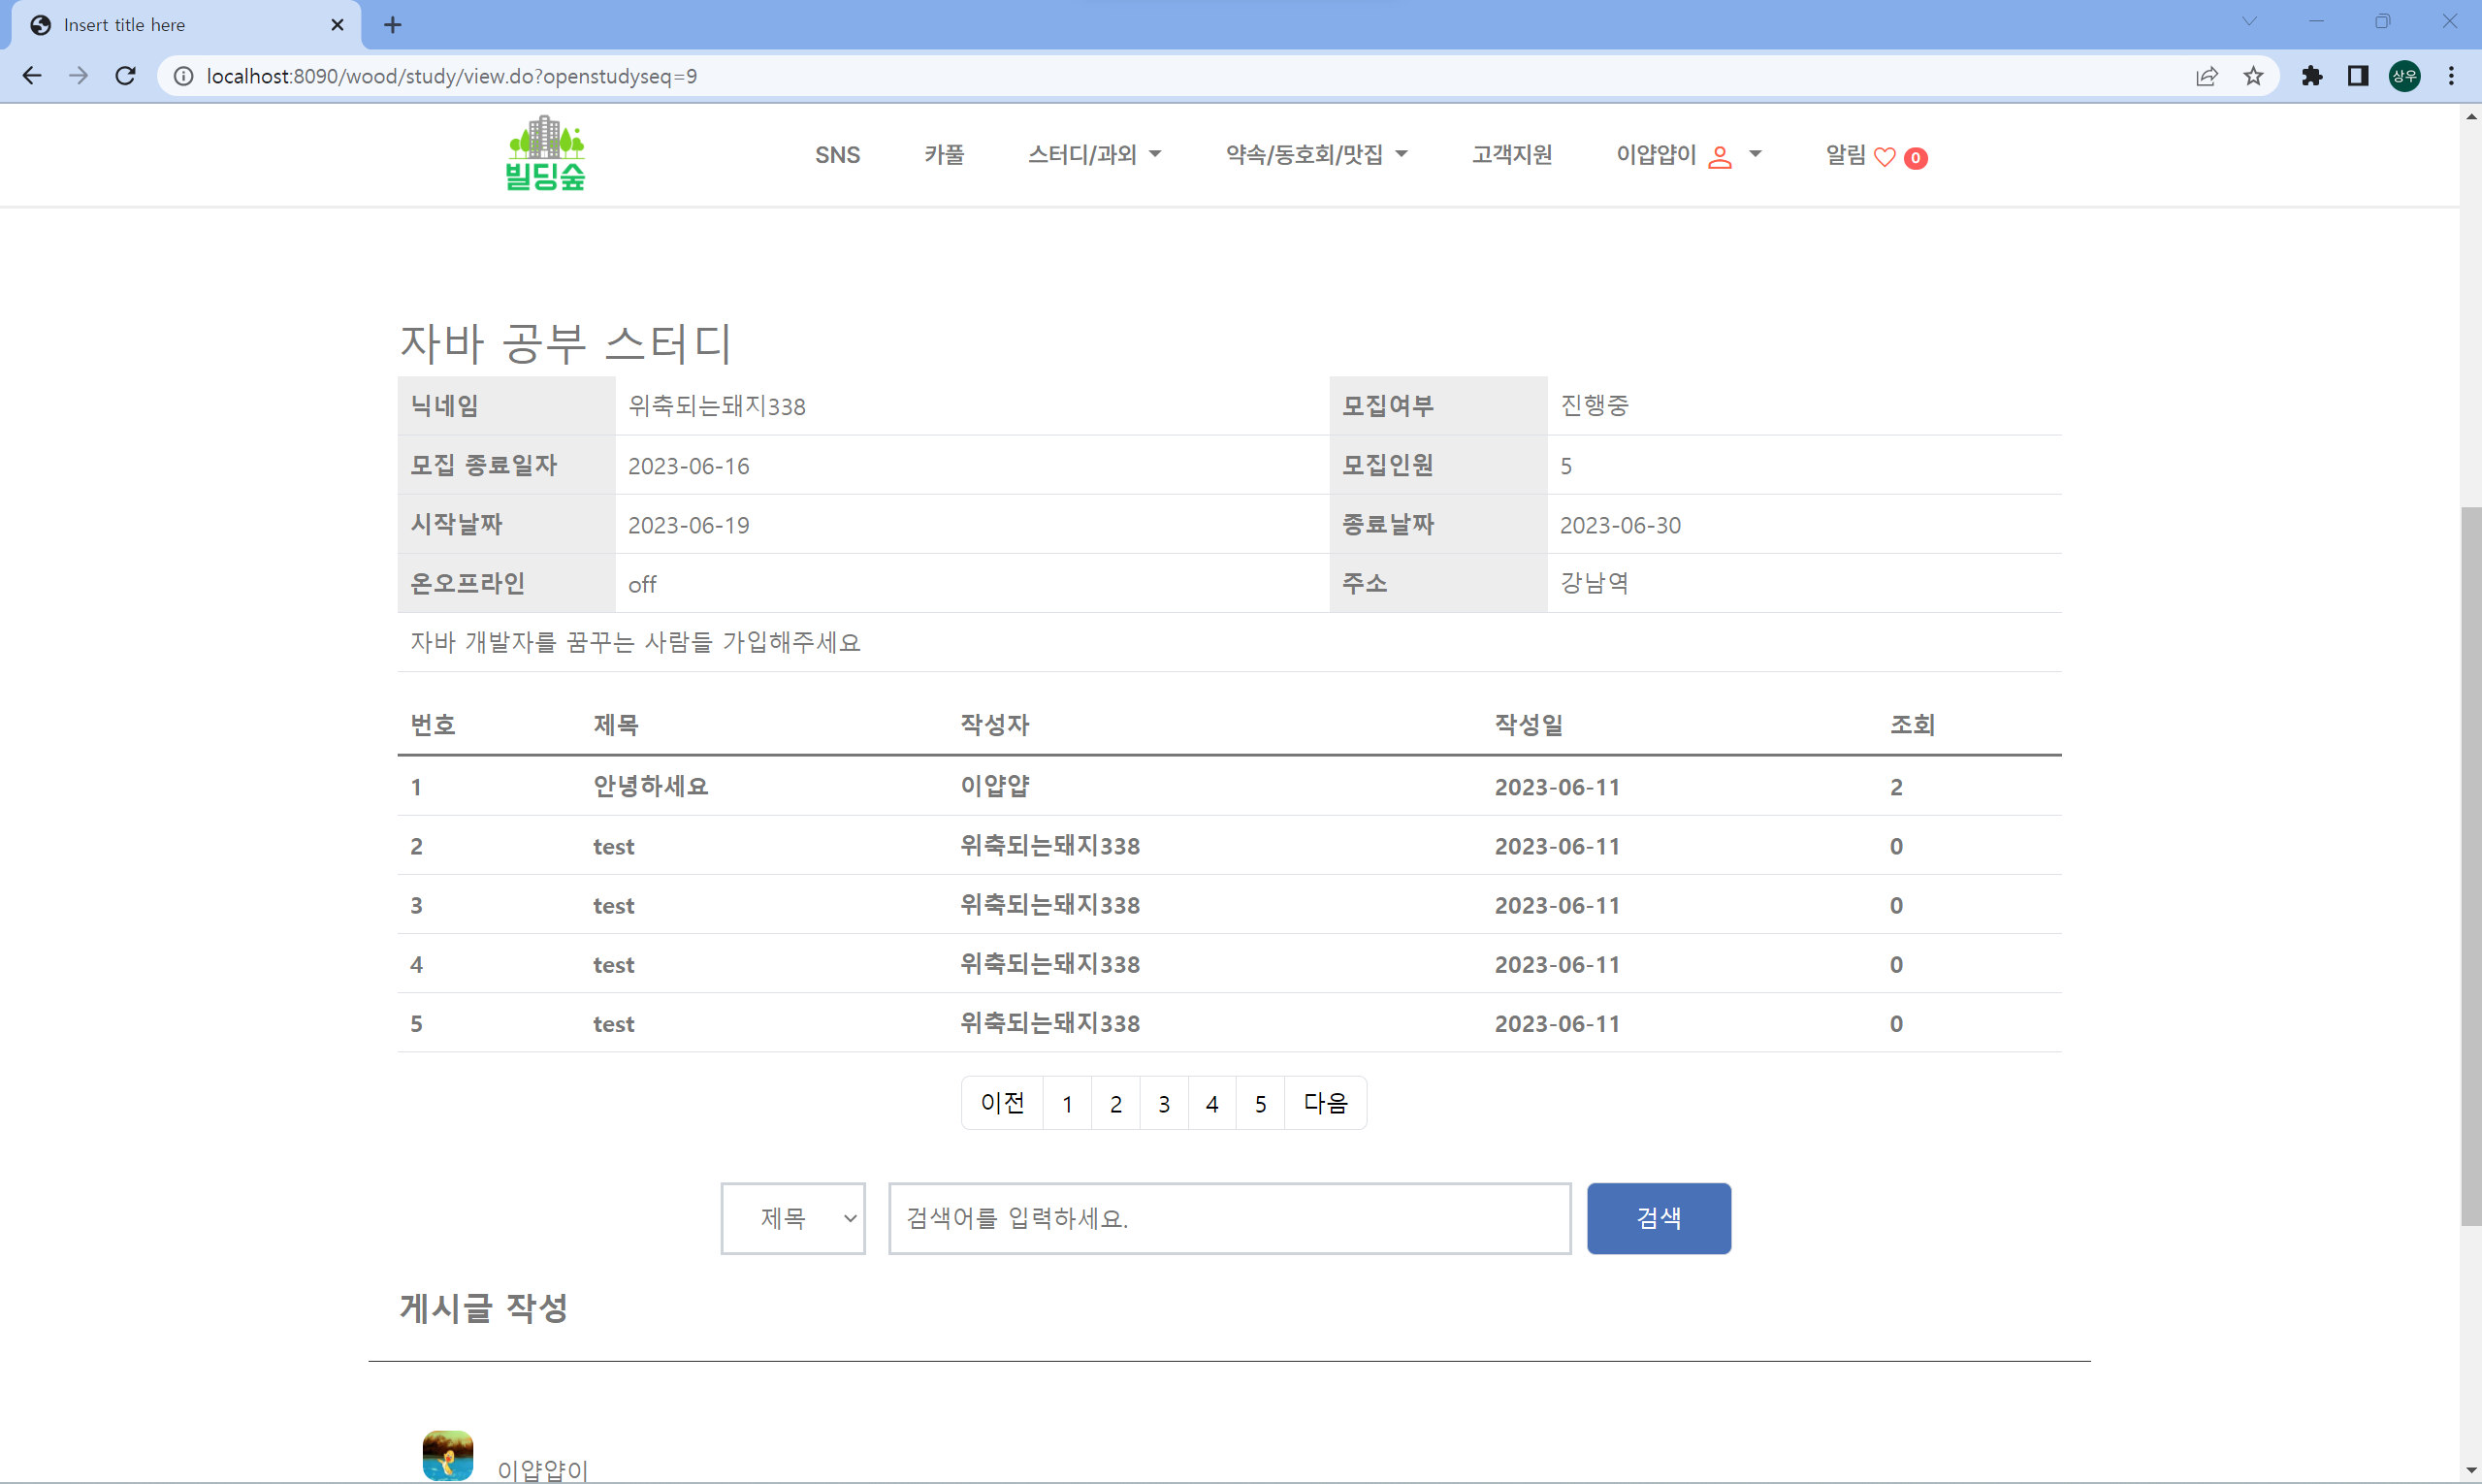 Insert title here
localhost:8090/wood/study/view.do?openstudyseq=9
상우
빌딩숲
SNS 카풀 스터디/과외 약속/동호회/맛집 고객지원 이얍얍이 알림 0
자바 공부 스터디
닉네임 위축되는돼지338 모집여부 진행중
모집 종료일자 2023-06-16 모집인원 5
시작날짜 2023-06-19 종료날짜 2023-06-30
온오프라인 off 주소 강남역
자바 개발자를 꿈꾸는 사람들 가입해주세요
번호 제목 작성자 작성일 조회
1 안녕하세요 이얍얍 2023-06-11 2
2 test 위축되는돼지338 2023-06-11 0
3 test 위축되는돼지338 2023-06-11 0
4 test 위축되는돼지338 2023-06-11 0
5 test 위축되는돼지338 2023-06-11 0
이전 1 2 3 4 5 다음
제목 검색어를 입력하세요. 검색
게시글 작성
이얍얍이